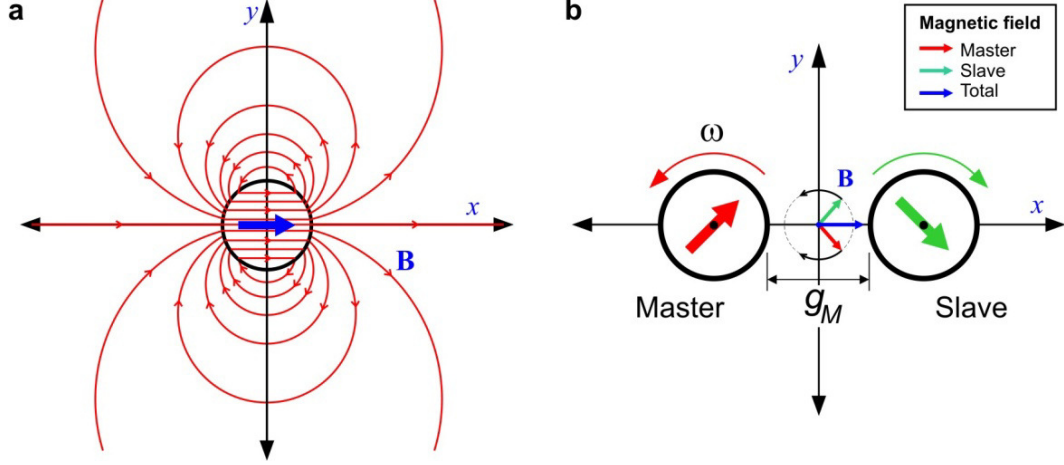 a
y
x
B
b
Magnetic field
Master
Slave
Total
y
ω
B
x
Master
g_M
Slave